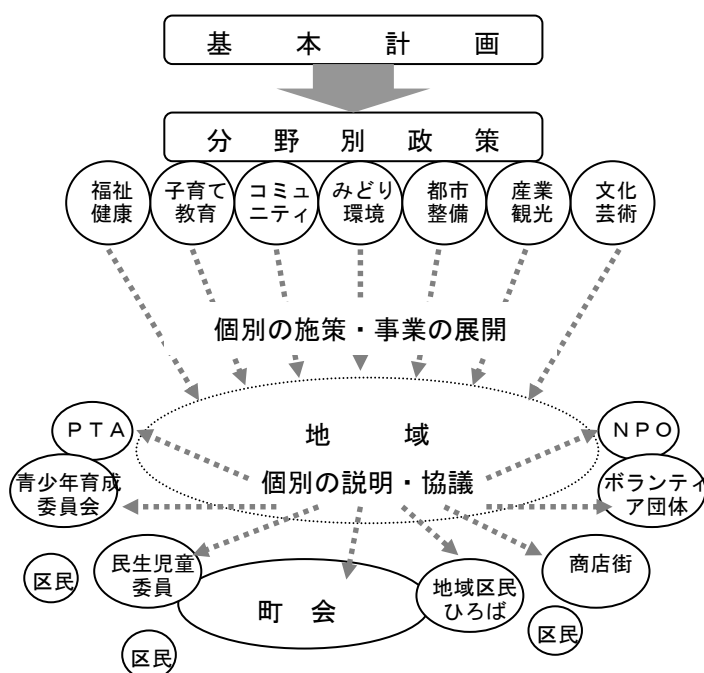 基本計画
分野別政策
福祉
健康
子育て
教育
コミュ
ニティ
みどり
環境
都市
整備
産業
観光
文化
芸術
個別の施策・事業の展開
地域
ＰＴＡ
ＮＰＯ
青少年育成
委員会
個別の説明・協議
ボランティ
ア団体
民生児童
委員
商店街
区民
地域区民
ひろば
町会
区民
区民